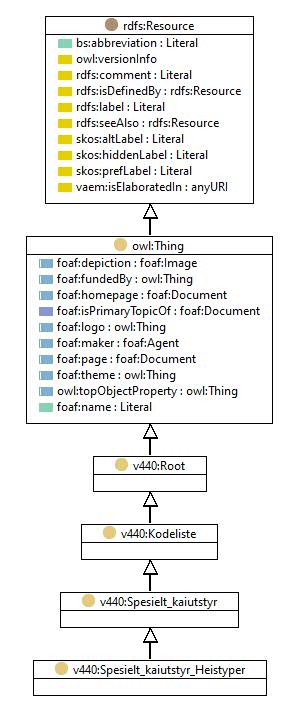 rdfs:Resource
bs:abbreviation : Literal
owl:versionInfo
rdfs:comment : Literal
rdfs:isDefinedBy : rdfs:Resource
rdfs:label : Literal
rdfs:seeAlso : rdfs:Resource
skos:altLabel : Literal
skos:hiddenLabel : Literal
skos:prefLabel : Literal
vaem:isElaboratedIn : anyURI
owl:Thing
foaf:depiction : foaf:Image
foaf:fundedBy : owl:Thing
foaf:homepage : foaf:Document
foaf:isPrimaryTopicOf : foaf:Document
foaf:logo : owl:Thing
foaf:maker : foaf:Agent
foaf:page : foaf:Document
foaf:theme : owl:Thing
owl:topObjectProperty : owl:Thing
foaf:name : Literal
v440:Root
v440:Kodeliste
v440:Spesielt_kaiutstyr
v440:Spesielt_kaiutstyr_Heistyper